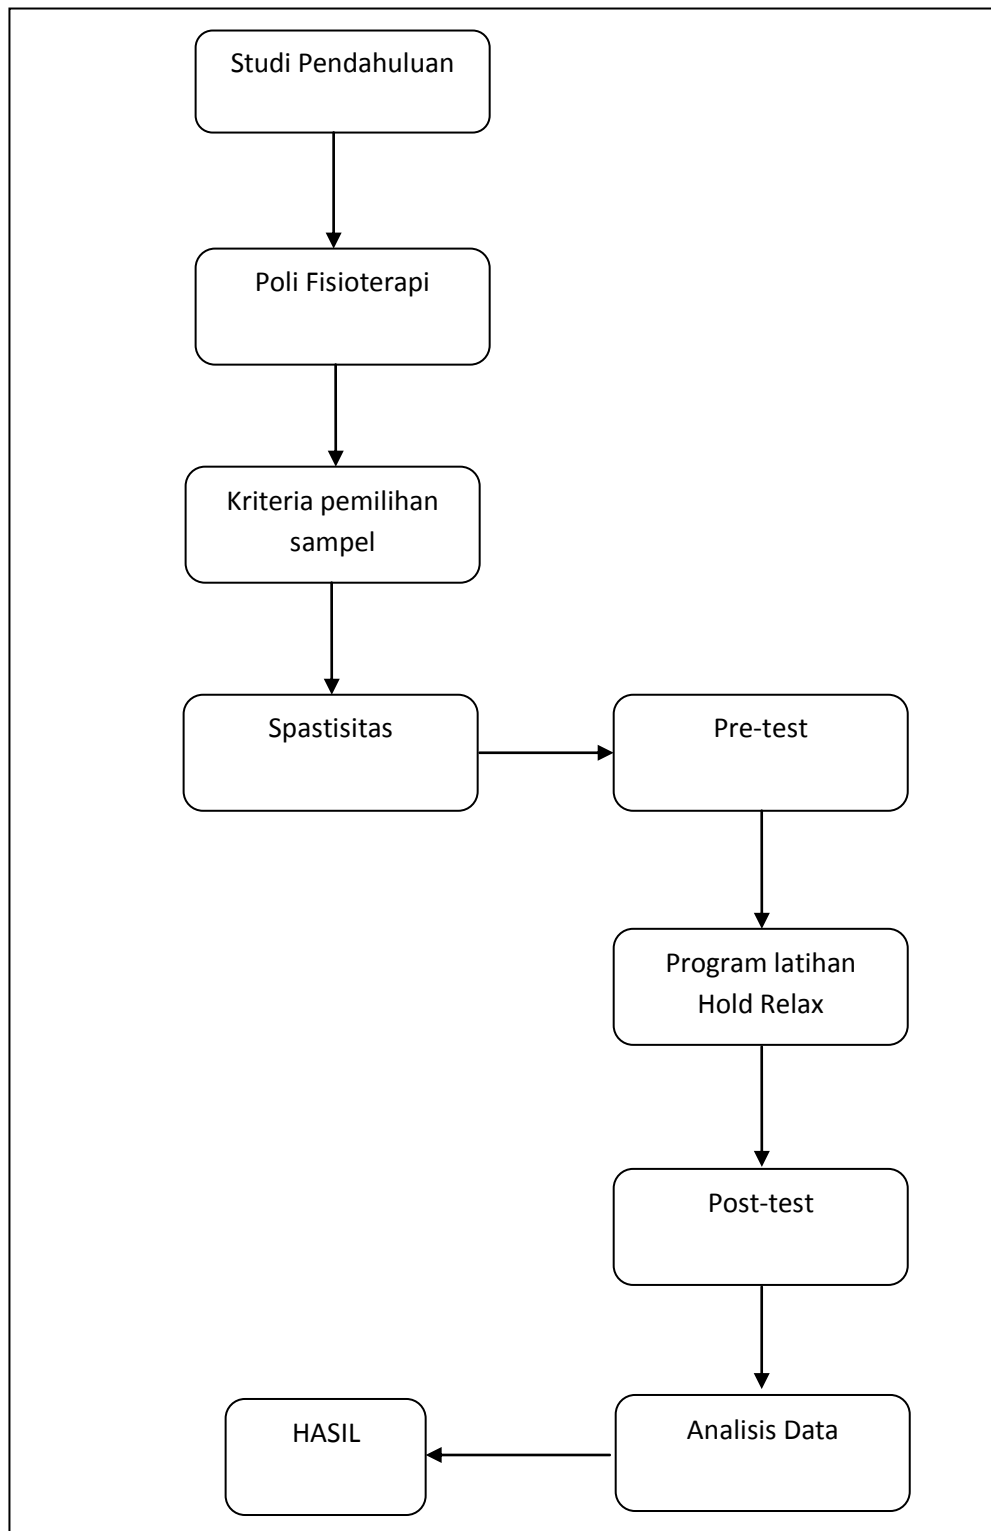 Studi Pendahuluan
Poli Fisioterapi
Kriteria pemilihan
sampel
Spastisitas
Pre-test
Program latihan
Hold Relax
Post-test
Analisis Data
HASIL